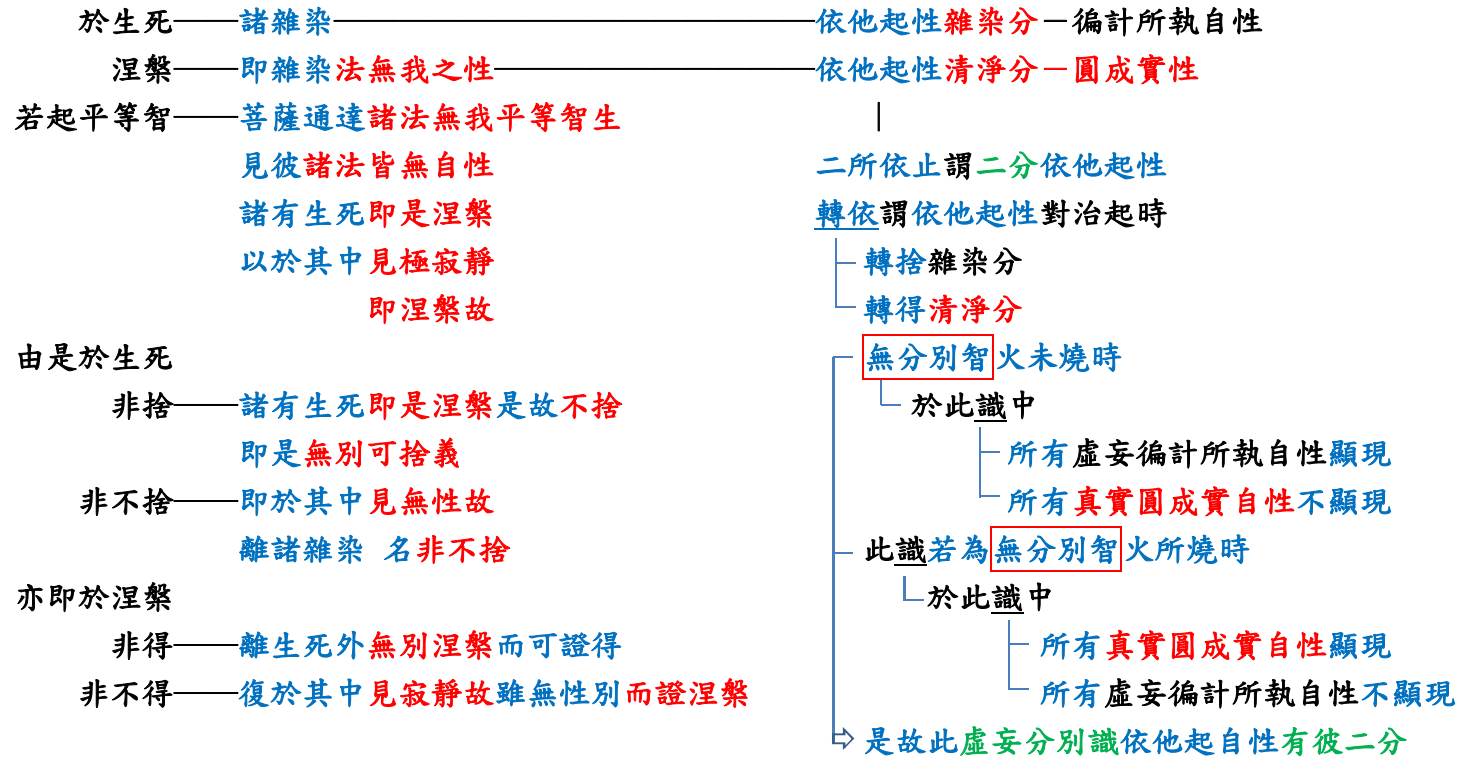 於生死——諸雜染———————————————依他起性雜染分－徧計所執自性
涅槃——即雜染法無我之性——————————依他起性清淨分－圓成實性
若起平等智——菩薩通達諸法無我平等智生
｜
見彼諸法皆無自性
二所依止謂二分依他起性
諸有生死即是涅槃
轉依謂依他起性對治起時
以於其中見極寂靜
轉捨雜染分
即涅槃故
轉得清淨分
由是於生死
無分別智火未燒時
非捨——諸有生死即是涅槃是故不捨
於此識中
即是無別可捨義
所有虛妄徧計所執自性顯現
非不捨——即於其中見無性故
所有真實圓成實自性不顯現
離諸雜染 名非不捨
此識若為無分別智火所燒時
亦即於涅槃
於此識中
非得——離生死外無別涅槃而可證得
所有真實圓成實自性顯現
非不得——復於其中見寂靜故雖無性別而證涅槃
所有虛妄徧計所執自性不顯現
是故此虛妄分別識依他起自性有彼二分